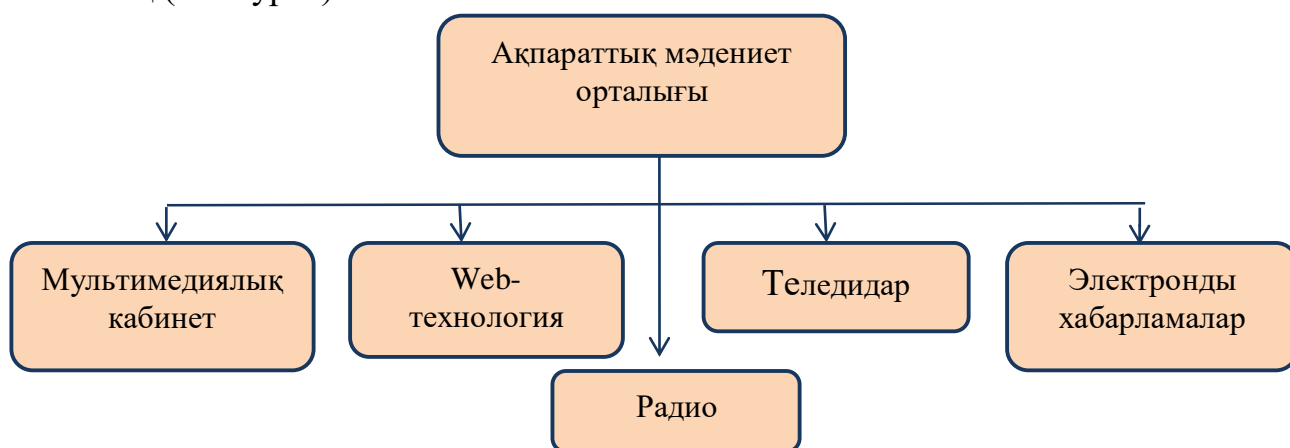 Ақпараттық мәдениет
орталығы
Мультимедиялық
кабинет
Web-
технология
Теледидар
Электронды
хабарламалар
Радио